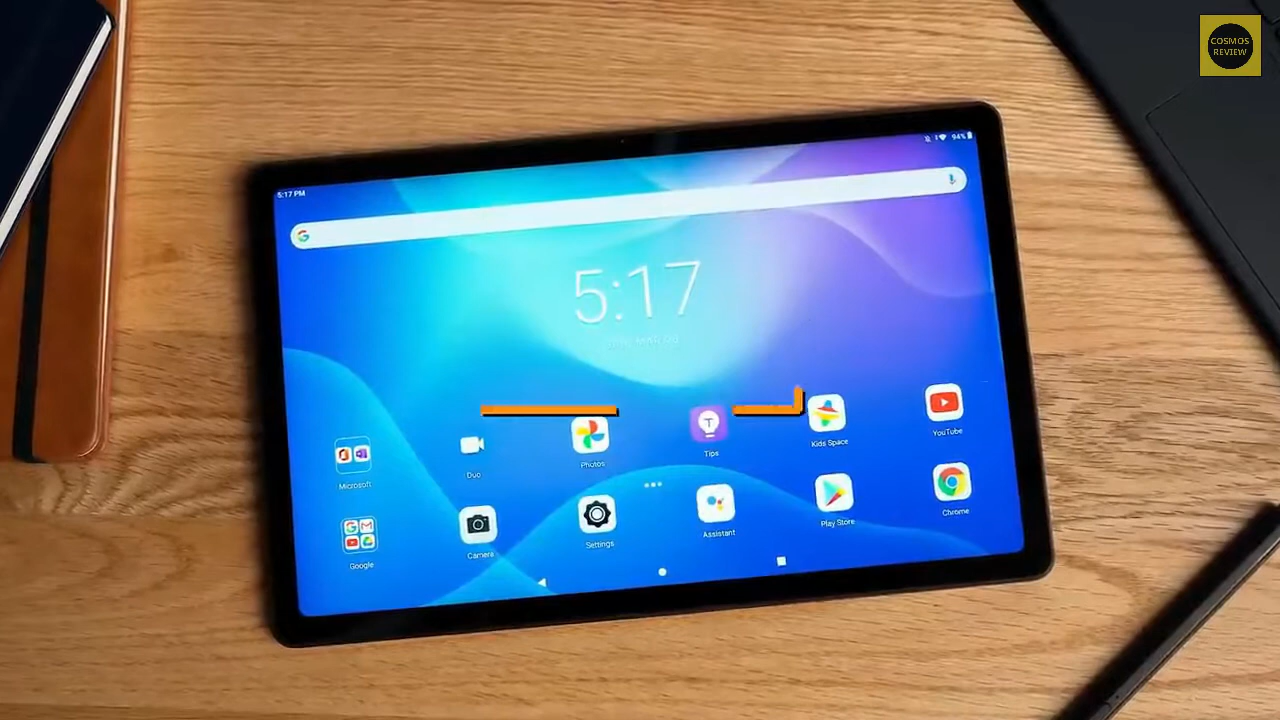 COSMOS
REVIEW
5:17 PM
94%
5:17
Microsoft
Duo
Photos
T
Tips
Kids Space
YouTube
Google
Camera
Settings
Assistant
Play Store
Chrome